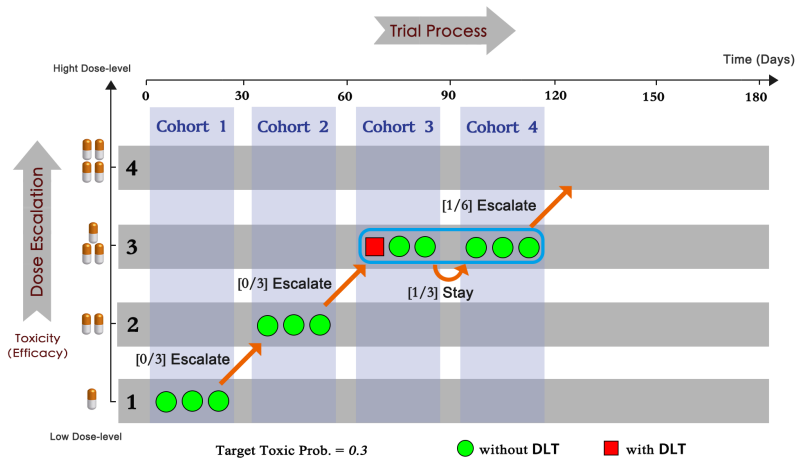 Trial Process
Time (Days)
Hight Dose-level
0 30 60 90 120 150 180
Cohort 1 Cohort 2 Cohort 3 Cohort 4
4
[1/6] Escalate
Dose Escalation
3
[0/3] Escalate
[1/3] Stay
2
Toxicity
(Efficacy)
[0/3] Escalate
1
Low Dose-level
Target Toxic Prob. = 0.3
without DLT
with DLT